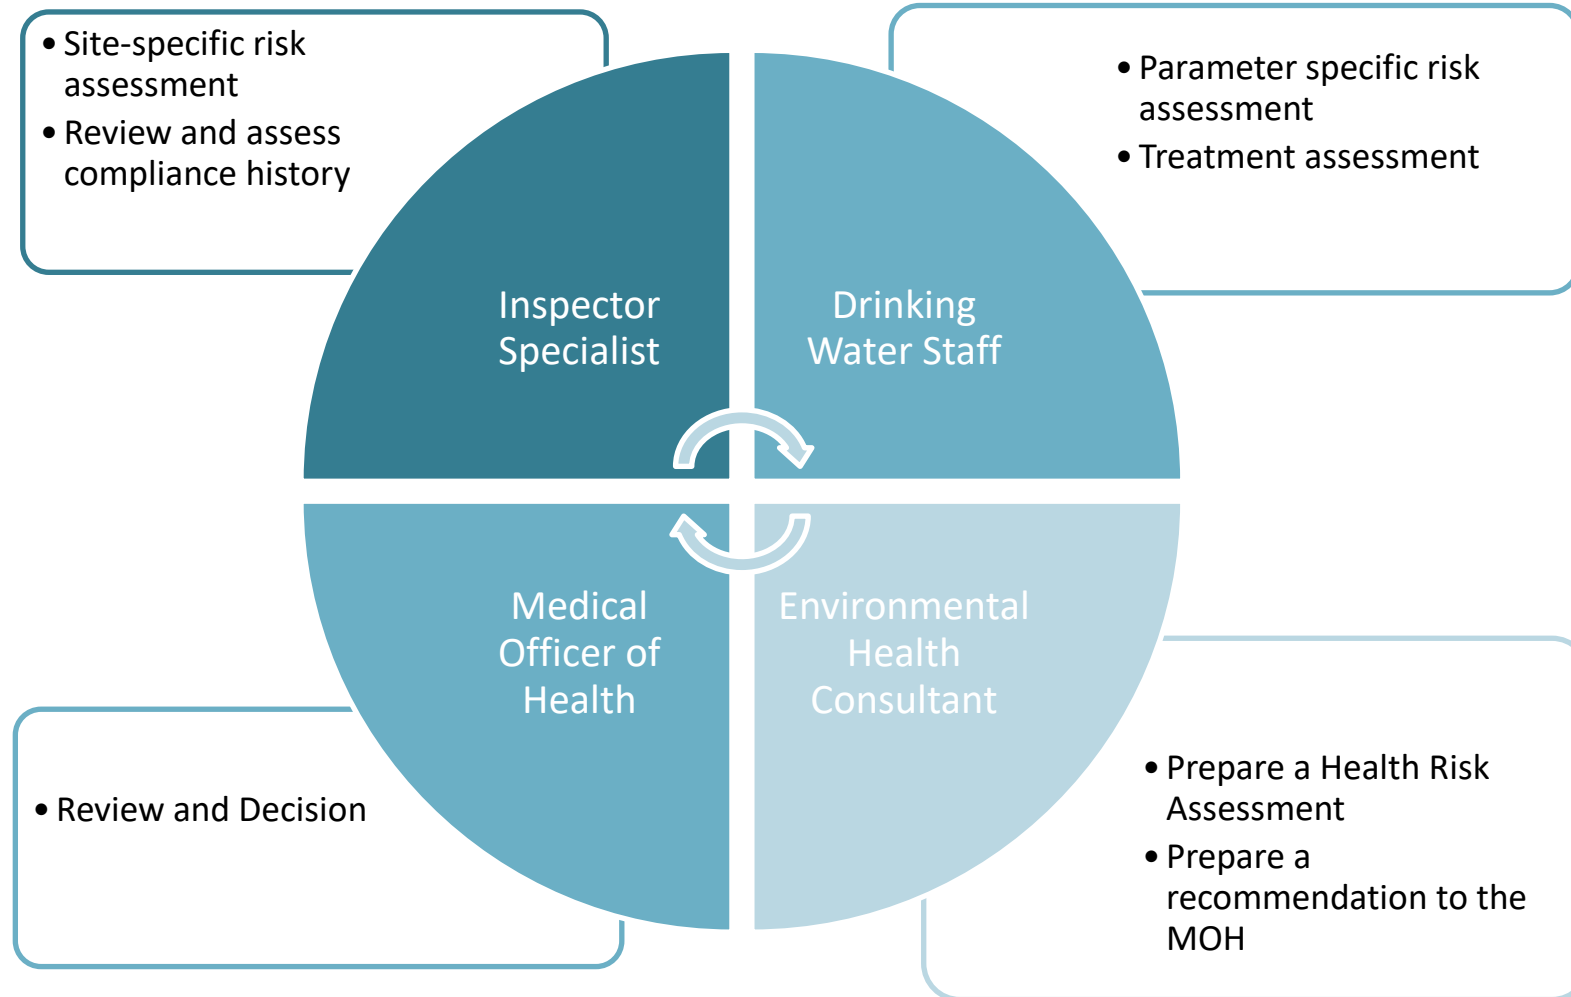 • Site-specific risk
assessment
• Review and assess
compliance history
• Parameter specific risk
assessment
• Treatment assessment
Inspector
Specialist
Drinking
Water Staff
Medical
Officer of
Health
Environmental
Health
Consultant
• Review and Decision
• Prepare a Health Risk
Assessment
• Prepare a
recommendation to the
MOH